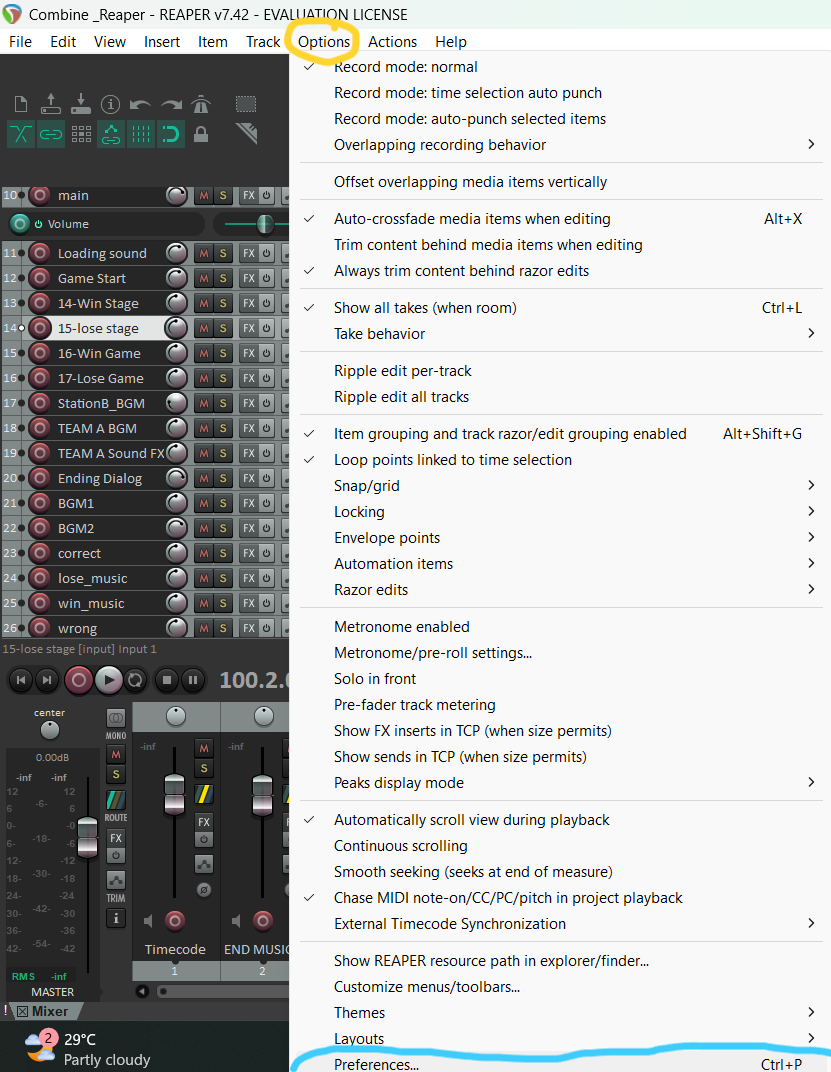 Combine _Reaper - REAPER v7.42 - EVALUATION LICENSE
File Edit View Insert Item Track Options Actions Help
Record mode: normal
Record mode: time selection auto punch
Record mode: auto-punch selected items
Overlapping recording behavior
Offset overlapping media items vertically
Auto-crossfade media items when editing Alt+X
Trim content behind media items when editing
Always trim content behind razor edits
Show all takes (when room) Ctrl+L
Take behavior
Ripple edit per-track
Ripple edit all tracks
Item grouping and track razor/edit grouping enabled Alt+Shift+G
Loop points linked to time selection
Snap/grid
Locking
Envelope points
Automation items
Razor edits
Metronome enabled
Metronome/pre-roll settings...
Solo in front
Pre-fader track metering
Show FX inserts in TCP (when size permits)
Show sends in TCP (when size permits)
Peaks display mode
Automatically scroll view during playback
Continuous scrolling
Smooth seeking (seeks at end of measure)
Chase MIDI note-on/CC/PC/pitch in project playback
External Timecode Synchronization
Show REAPER resource path in explorer/finder...
Customize menus/toolbars...
Themes
Layouts
Preferences... Ctrl+P
10 main M S FX
Volume
11 Loading sound M S FX
12 Game Start M S FX
13 14-Win Stage M S FX
14 15-lose stage M S FX
15 16-Win Game M S FX
16 17-Lose Game M S FX
17 StationB_BGM M S FX
18 TEAM A BGM M S FX
19 TEAM A Sound FX M S FX
20 Ending Dialog M S FX
21 BGM1 M S FX
22 BGM2 M S FX
23 correct M S FX
24 lose_music M S FX
25 win_music M S FX
26 wrong M S FX
15-lose stage [input] Input 1
100.2.
center
MONO
0.00dB
M
S
-inf -inf
12 -6- 12
6 6
0- -0
6- -18- -6
12- -12
18- -30- -18
24- -24
30- -42- -30
36- -36
42- -54- -42
ROUTE
FX
TRIM
i
RMS -inf
MASTER
-inf M
S
FX
Timecode
1
-inf
END MUSIC
2
! Mixer
2
29°C
Partly cloudy